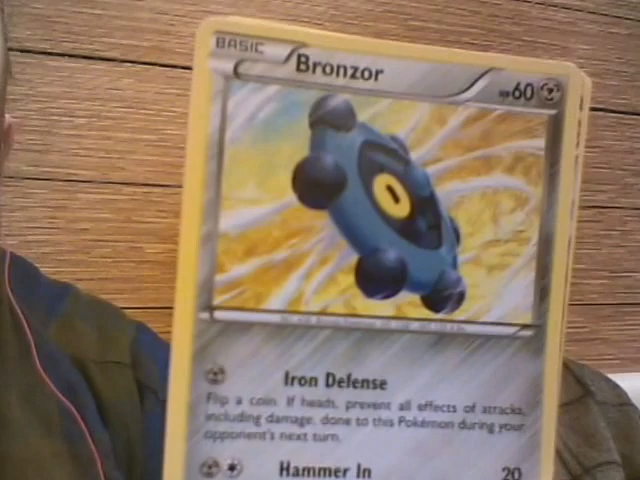 BASIC
Bronzor
HP60
Iron Defense
Flip a coin. If heads, prevent all effects of attacks,
including damage, done to this Pokémon during your
opponent's next turn.
Hammer In 20